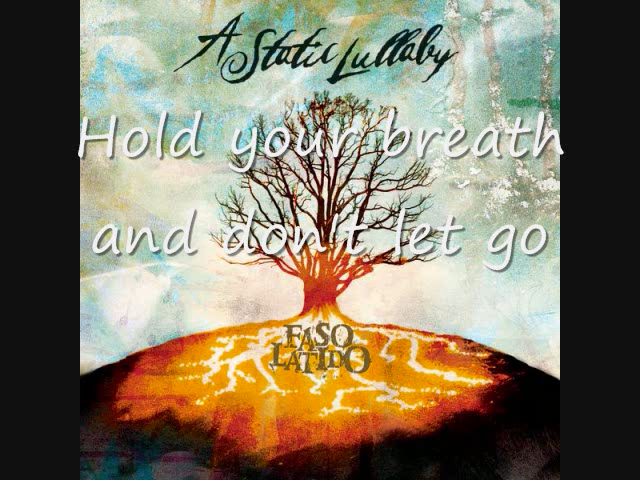 A Static Lullaby
Hold your breath
and don't let go
FASO
LATIDO